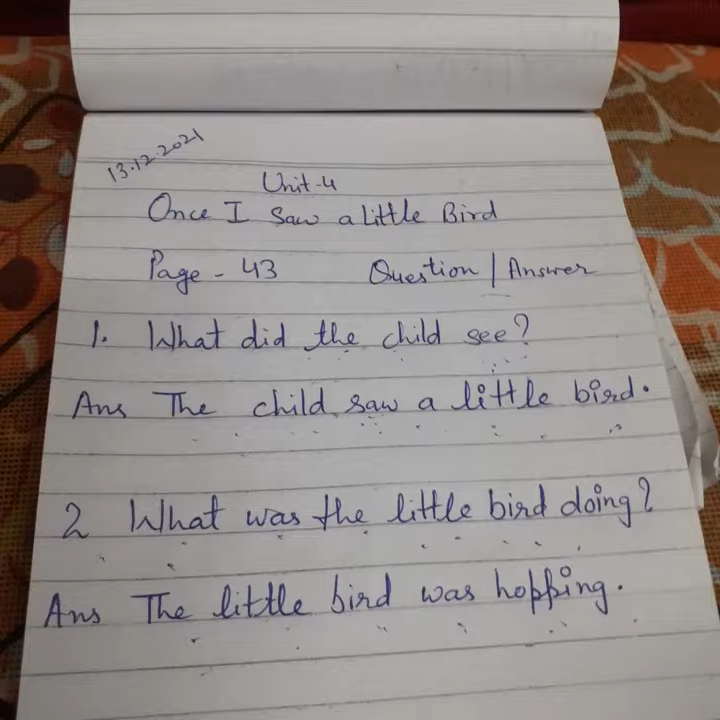 13.12.2021
Unit-4
Once I Saw a little Bird
Page - 43 Question / Answer
1. What did the child see?
Ans The child saw a little bird.
2 What was the little bird doing?
Ans The little bird was hopping.